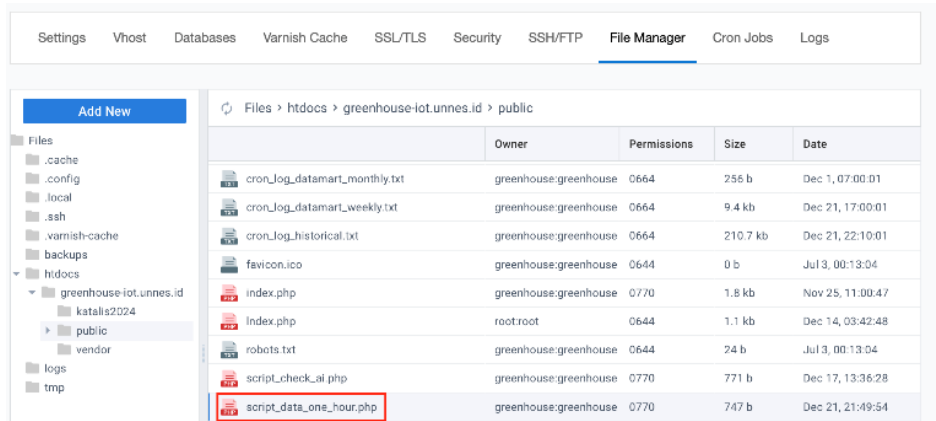 Settings Vhost Databases Varnish Cache SSL/TLS Security SSH/FTP File Manager Cron Jobs Logs
Add New
Files
.cache
.config
.local
.ssh
.varnish-cache
backups
htdocs
greenhouse-iot.unnes.id
katalis2024
public
vendor
logs
tmp
Files > htdocs > greenhouse-iot.unnes.id > public
Owner Permissions Size Date
cron_log_datamart_monthly.txt greenhouse:greenhouse 0664 256 b Dec 1, 07:00:01
cron_log_datamart_weekly.txt greenhouse:greenhouse 0664 9.4 kb Dec 21, 17:00:01
cron_log_historical.txt greenhouse:greenhouse 0664 210.7 kb Dec 21, 22:10:01
favicon.ico greenhouse:greenhouse 0644 0 b Jul 3, 00:13:04
index.php greenhouse:greenhouse 0770 1.8 kb Nov 25, 11:00:47
Index.php root:root 0644 1.1 kb Dec 14, 03:42:48
robots.txt greenhouse:greenhouse 0644 24 b Jul 3, 00:13:04
script_check_ai.php greenhouse:greenhouse 0770 771 b Dec 17, 13:36:28
script_data_one_hour.php greenhouse:greenhouse 0770 747 b Dec 21, 21:49:54